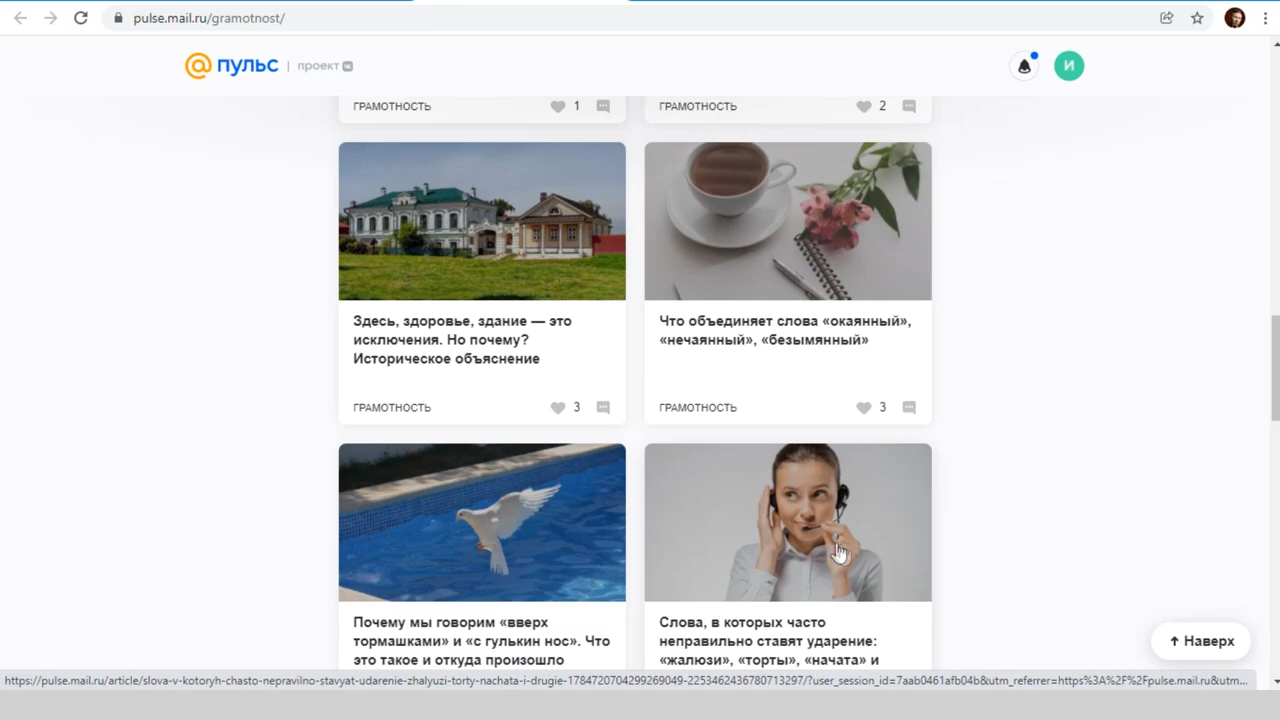 pulse.mail.ru/gramotnost/
пульс | проект
И
ГРАМОТНОСТЬ 1
ГРАМОТНОСТЬ 2
Здесь, здоровье, здание — это
исключения. Но почему?
Историческое объяснение
ГРАМОТНОСТЬ 3
Что объединяет слова «окаянный»,
«нечаянный», «безымянный»
ГРАМОТНОСТЬ 3
Почему мы говорим «вверх
тормашками» и «с гулькин нос». Что
это такое и откуда произошло
Слова, в которых часто
неправильно ставят ударение:
«жалюзи», «торты», «начата» и
↑ Наверх
https://pulse.mail.ru/article/slova-v-kotoryh-chasto-nepravilno-stavyat-udarenie-zhalyuzi-torty-nachata-i-drugie-1784720704299269049-2253462436780713297/?user_session_id=7aab0461afb04b&utm_referrer=https%3A%2F%2Fpulse.mail.ru&utm...